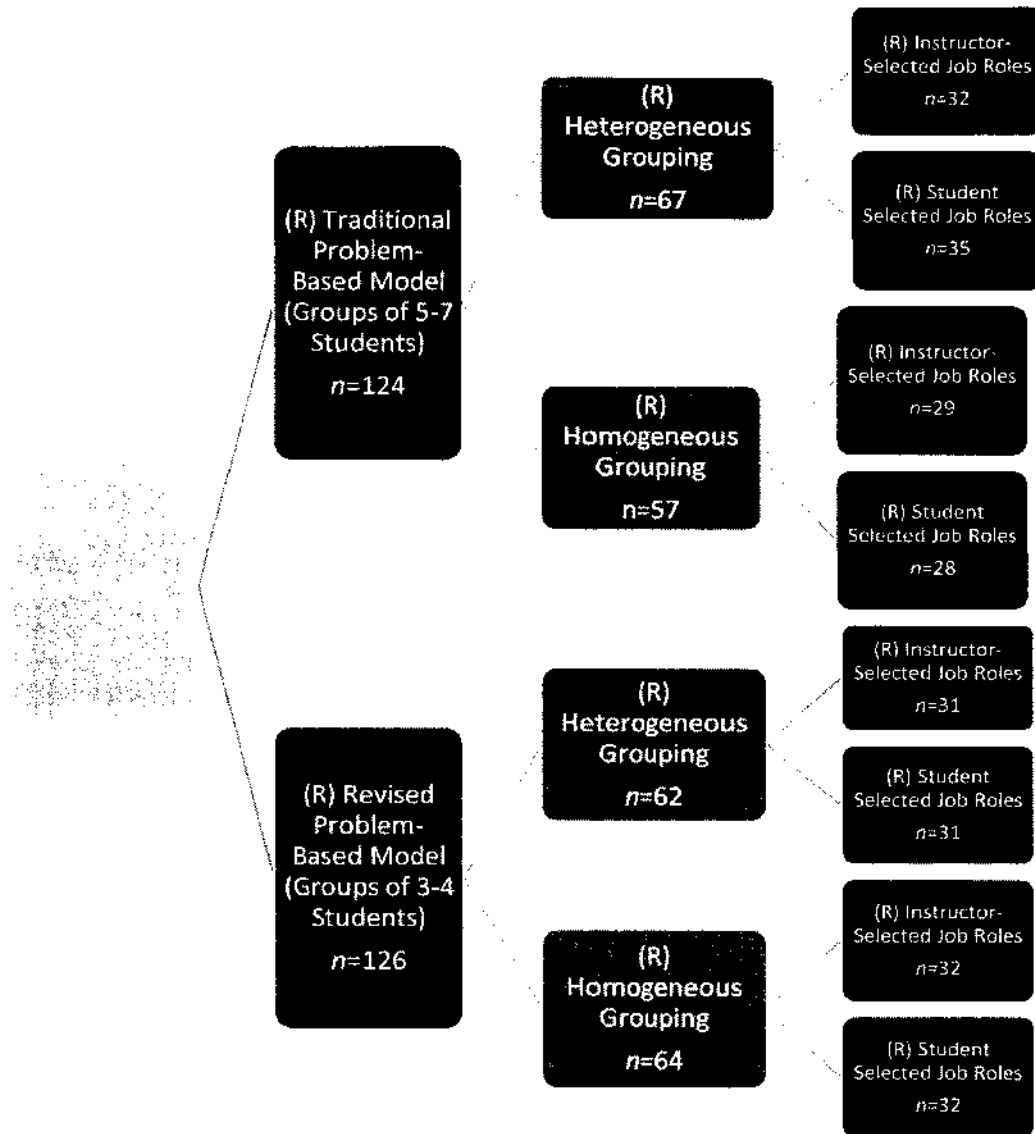 (R) Traditional
Problem-
Based Model
(Groups of 5-7
Students)
n=124
(R)
Heterogeneous
Grouping
n=67
(R) Instructor-
Selected Job Roles
n=32
(R) Student
Selected Job Roles
n=35
(R)
Homogeneous
Grouping
n=57
(R) Instructor-
Selected Job Roles
n=29
(R) Student
Selected Job Roles
n=28
(R) Revised
Problem-
Based Model
(Groups of 3-4
Students)
n=126
(R)
Heterogeneous
Grouping
n=62
(R) Instructor-
Selected Job Roles
n=31
(R) Student
Selected Job Roles
n=31
(R)
Homogeneous
Grouping
n=64
(R) Instructor-
Selected Job Roles
n=32
(R) Student
Selected Job Roles
n=32